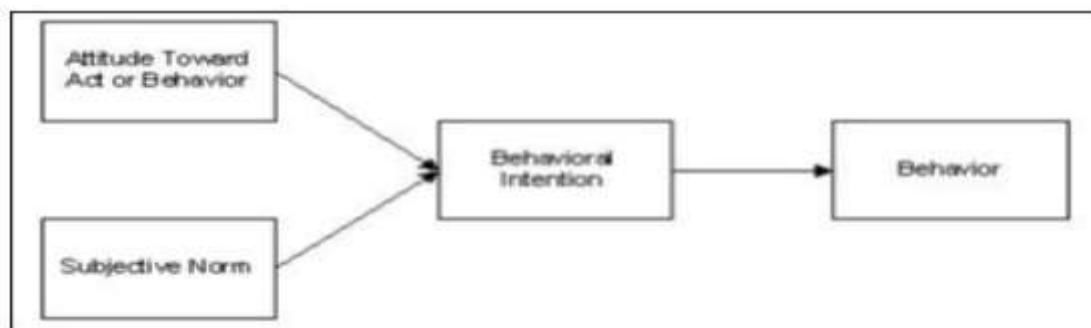 Attitude Toward
Act or Behavior
Behavioral
Intention
Behavior
Subjective Norm